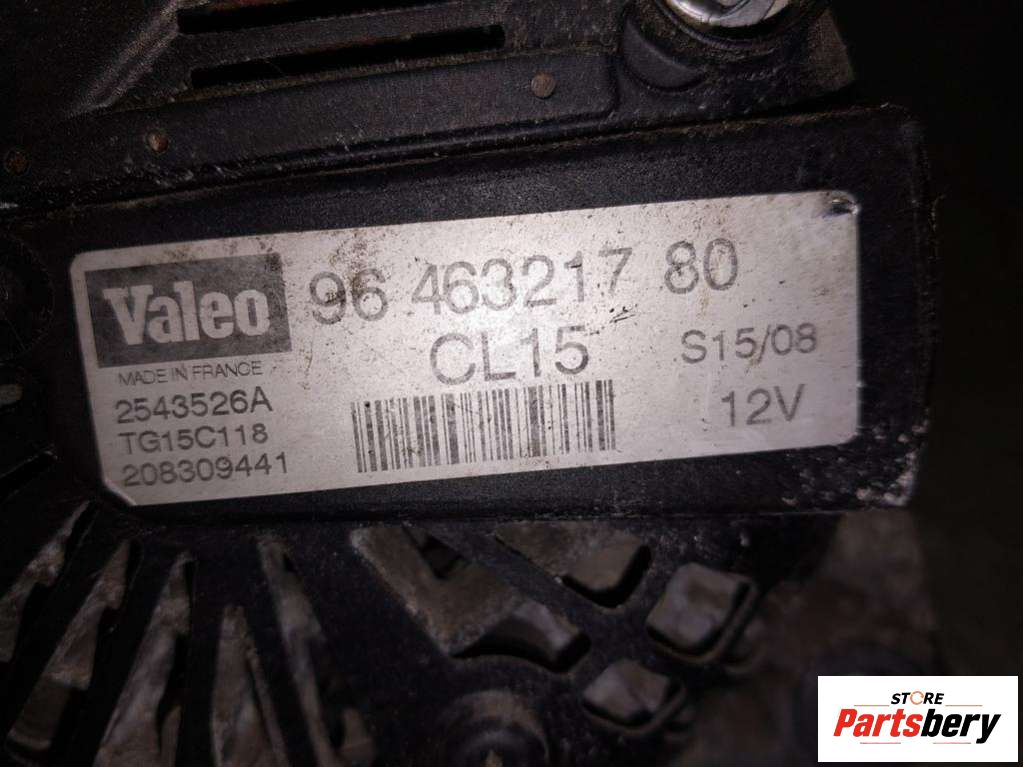 Valeo 96 463217 80
MADE IN FRANCE CL15 S15/08
2543526A 12V
TG15C118
208309441
STORE
Partsbery